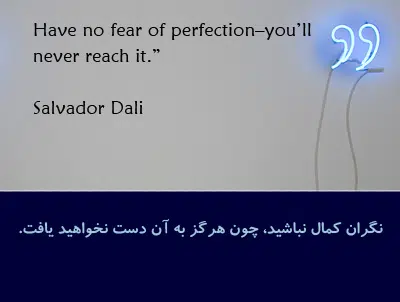 Have no fear of perfection–you’ll
never reach it.”
Salvador Dali
نگران کمال نباشید، چون هرگز به آن دست نخواهید یافت.